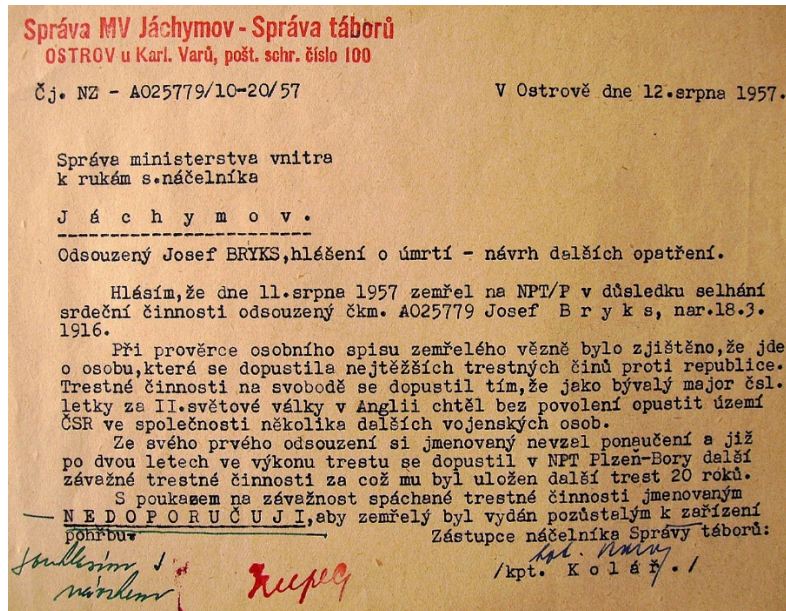 Správa MV Jáchymov - Správa táborů
OSTROV u Karl. Varů, pošt. schr. číslo 100
Čj. NZ - A025779/10-20/57 V Ostrově dne 12.srpna 1957.
Správa ministerstva vnitra
k rukám s.náčelníka
J á c h y m o v .
Odsouzený Josef BRYKS,hlášení o úmrtí - návrh dalších opatření.
Hlásím,že dne 11.srpna 1957 zemřel na NPT/P v důsledku selhání
srdeční činnosti odsouzený čkm. A025779 Josef B r y k s, nar.18.3.
1916.
Při prověrce osobního spisu zemřelého vězně bylo zjištěno,že jde
o osobu,která se dopustila nejtěžších trestných činů proti republice.
Trestné činnosti na svobodě se dopustil tím,že jako bývalý major čsl.
letky za II.světové války v Anglii chtěl bez povolení opustit území
ČSR ve společnosti několika dalších vojenských osob.
Ze svého prvého odsouzení si jmenovaný nevzel ponaučení a již
po dvou letech ve výkonu trestu se dopustil v NPT Plzeň-Bory další
závažné trestné činnosti za což mu byl uložen další trest 20 roků.
S poukazem na závažnost spáchané trestné činnosti jmenovaným
N E D O P O R U Č U J I,aby zemřelý byl vydán pozůstalým k zařízení
pohřbu. Zástupce náčelníka Správy táborů:
souhlasím s
návrhem
/kpt. K o l á ř . /